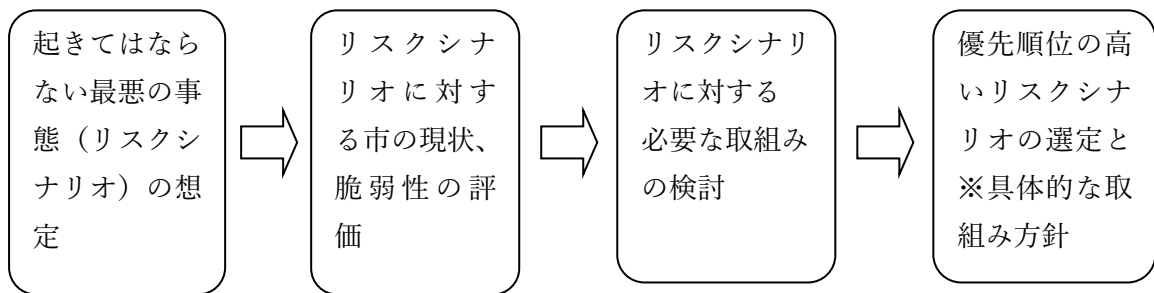 起きてはなら
ない最悪の事
態（リスクシ
ナリオ）の想
定
リスクシナ
リオに対す
る市の現状、
脆弱性の評
価
リスクシナリ
オに対する
必要な取組み
の検討
優先順位の高
いリスクシナ
リオの選定と
※具体的な取
組み方針